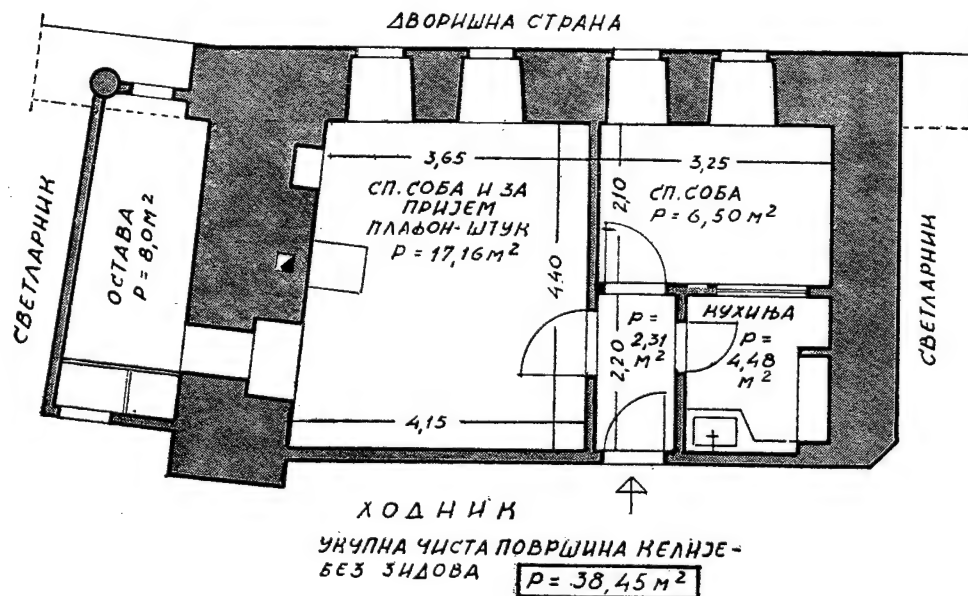 ДВОРИШНА СТРАНА
СВЕТЛАРНИК
ОСТАВА
P = 8,0 M²
3,65
СП. СОБА И ЗА
ПРИЈЕМ
ПЛАФОН-ШТУК
P = 17,16 M²
4,40
4,15
2,10
3,25
СП. СОБА
P = 6,50 M²
P =
2,31
M²
2,20
КУХИЊА
P =
4,48
M²
СВЕТЛАРНИК
ХОДНИК
УКУПНА ЧИСТА ПОВРШИНА КЕЛИЈЕ-
БЕЗ ЗИДОВА P = 38,45 M²